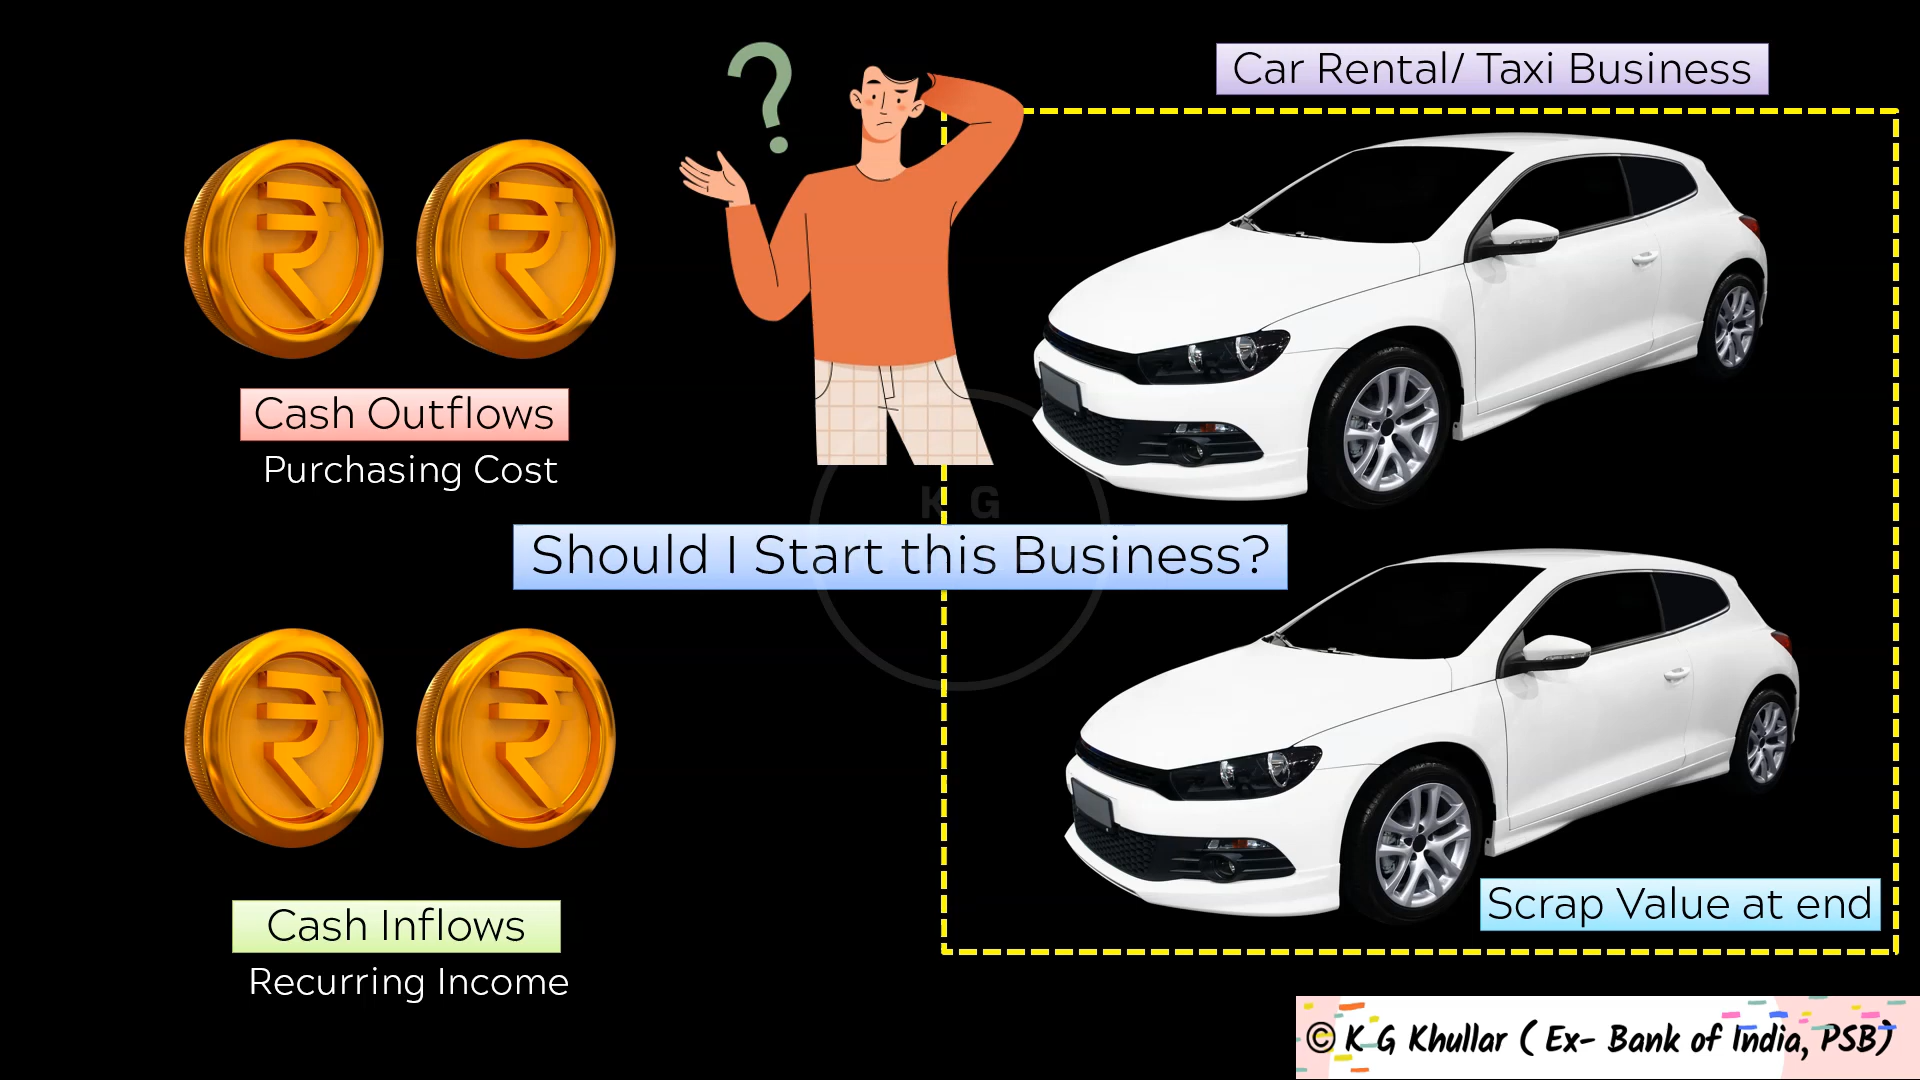 Car Rental/ Taxi Business
?
₹ ₹
Cash Outflows
Purchasing Cost
K G
Should I Start this Business?
₹ ₹
Scrap Value at end
Cash Inflows
Recurring Income
© K G Khullar ( Ex- Bank of India, PSB)